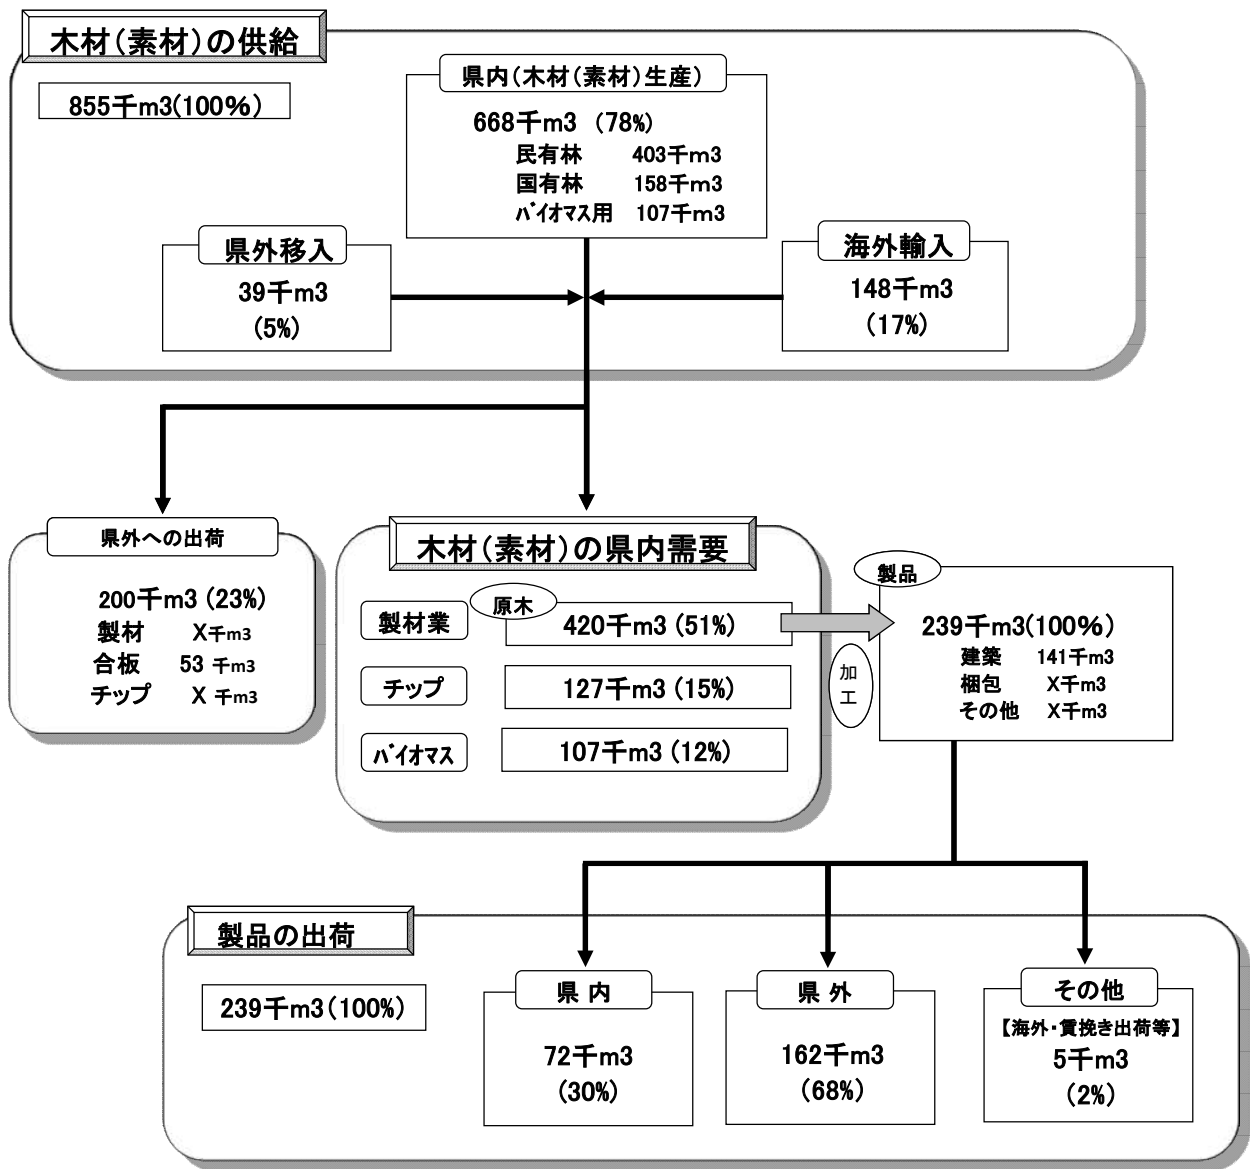 木材(素材)の供給
855千m3(100%)
県内(木材(素材)生産)
668千m3 (78%)
民有林 403千m3
国有林 158千m3
バイオマス用 107千m3
県外移入
39千m3
(5%)
海外輸入
148千m3
(17%)
県外への出荷
200千m3 (23%)
製材 X千m3
合板 53 千m3
チップ X 千m3
木材(素材)の県内需要
原木
製材業 420千m3 (51%)
チップ 127千m3 (15%)
バイオマス 107千m3 (12%)
加
工
製品
239千m3(100%)
建築 141千m3
梱包 X千m3
その他 X千m3
製品の出荷
239千m3(100%)
県 内
72千m3
(30%)
県 外
162千m3
(68%)
その他
【海外・賃挽き出荷等】
5千m3
(2%)